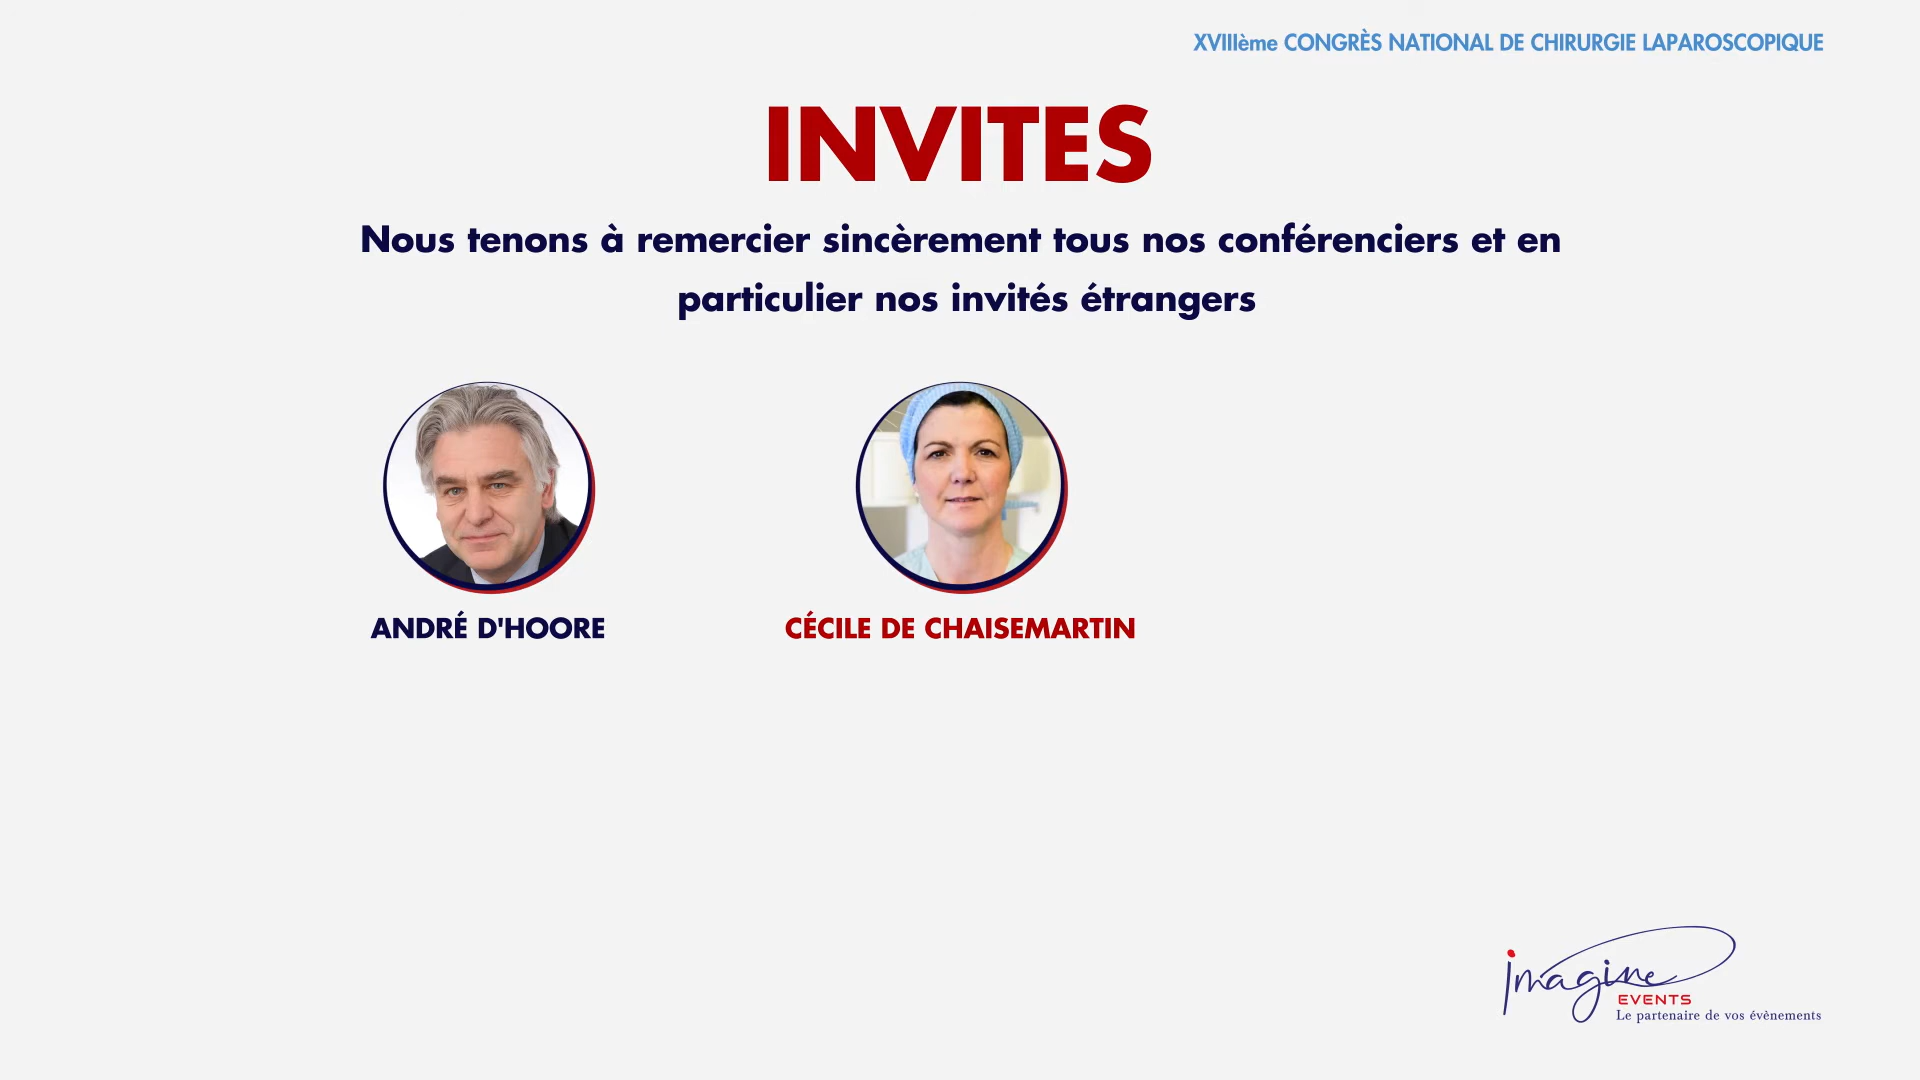 XVIIIème CONGRÈS NATIONAL DE CHIRURGIE LAPAROSCOPIQUE
INVITES
Nous tenons à remercier sincèrement tous nos conférenciers et en
particulier nos invités étrangers
ANDRÉ D'HOORE
CÉCILE DE CHAISEMARTIN
imagine
EVENTS
Le partenaire de vos évènements